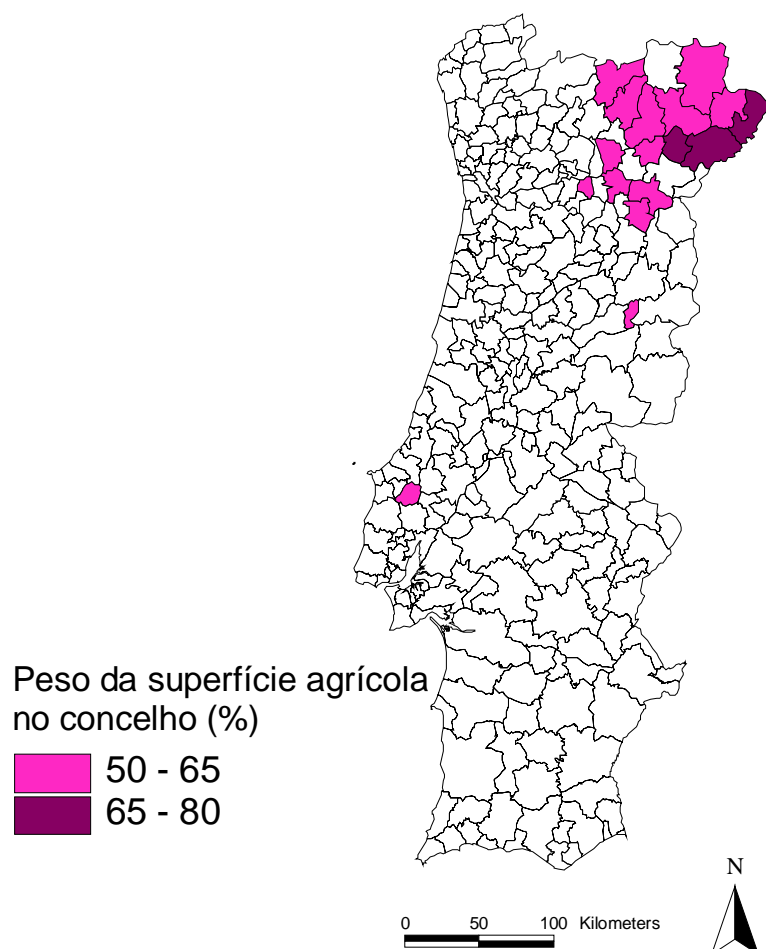 Peso da superfície agrícola
no concelho (%)
50 - 65
65 - 80
N
0 50 100 Kilometers